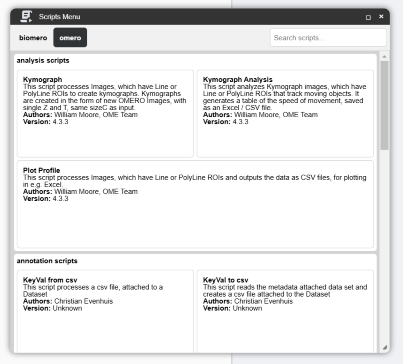 Scripts Menu
biomero omero Search scripts...
analysis scripts
Kymograph
This script processes Images, which have Line or
PolyLine ROIs to create kymographs. Kymographs
are created in the form of new OMERO Images, with
single Z and T, same sizeC as input.
Authors: William Moore, OME Team
Version: 4.3.3
Kymograph Analysis
This script analyzes Kymograph images, which have
Line or PolyLine ROIs that track moving objects. It
generates a table of the speed of movement, saved
as an Excel / CSV file.
Authors: William Moore, OME Team
Version: 4.3.3
Plot Profile
This script processes Images, which have Line or PolyLine ROIs and outputs the data as CSV files, for plotting
in e.g. Excel.
Authors: William Moore, OME Team
Version: 4.3.3
annotation scripts
KeyVal from csv
This script processes a csv file, attached to a
Dataset
Authors: Christian Evenhuis
Version: Unknown
KeyVal to csv
This script reads the metadata attached data set and
creates a csv file attached to the Dataset
Authors: Christian Evenhuis
Version: Unknown